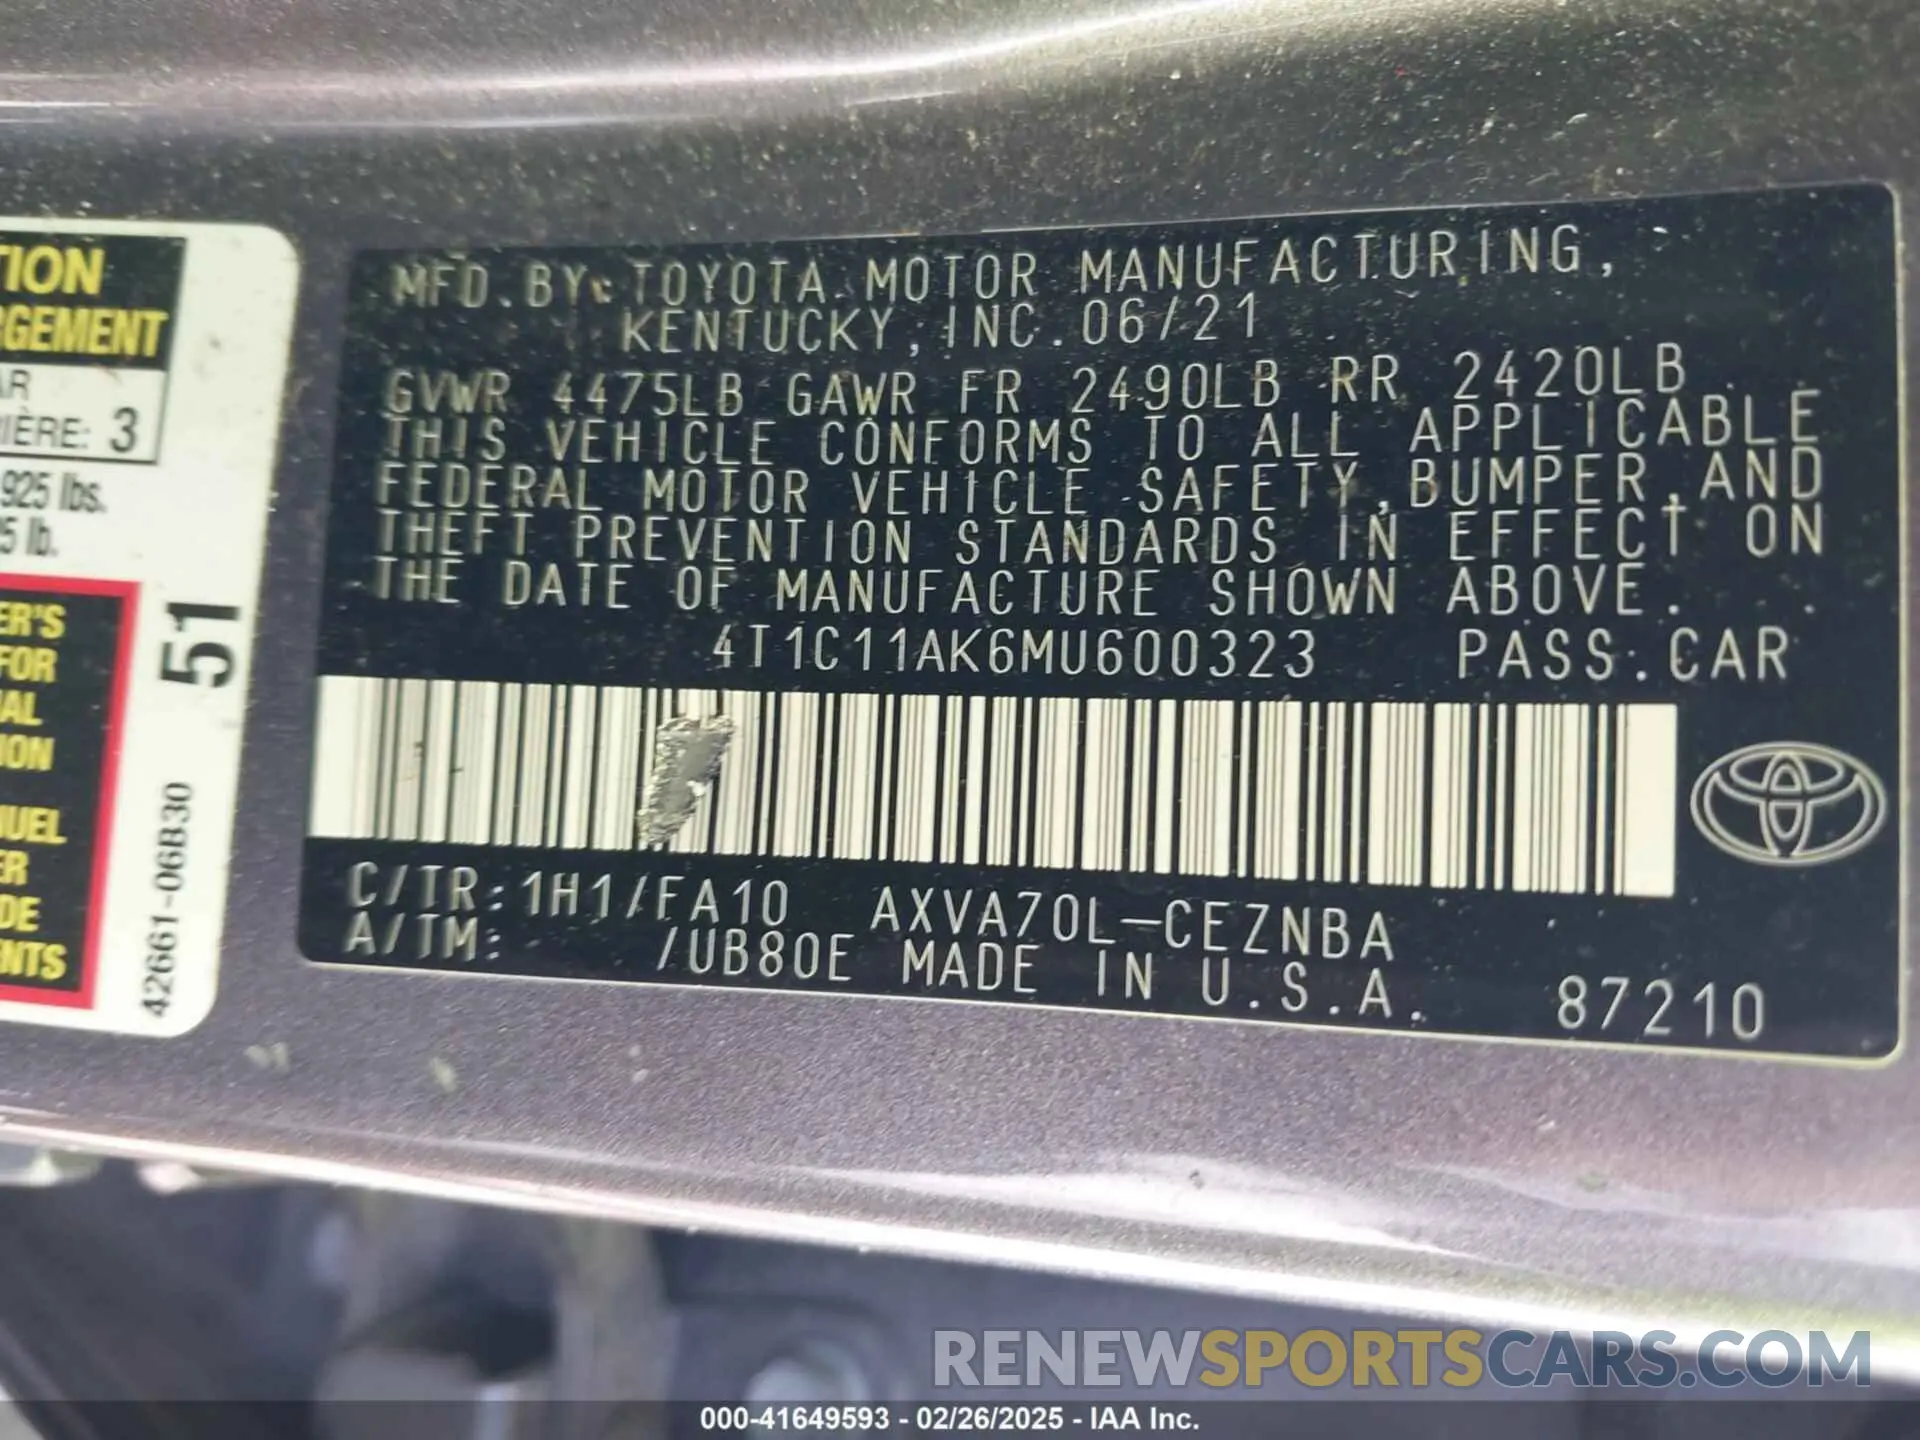 TION
RGEMENT
AR
RIÈRE: 3
925 lbs.
5 lb.
ER'S
FOR
IAL
ION
NUEL
ER
DE
NTS
51
42661-06B30
MFD. BY: TOYOTA MOTOR MANUFACTURING,
KENTUCKY, INC. 06/21
GVWR 4475LB GAWR FR 2490LB RR 2420LB
THIS VEHICLE CONFORMS TO ALL APPLICABLE
FEDERAL MOTOR VEHICLE SAFETY, BUMPER, AND
THEFT PREVENTION STANDARDS IN EFFECT ON
THE DATE OF MANUFACTURE SHOWN ABOVE.
4T1C11AK6MU600323 PASS. CAR
C/TR: 1H1/FA10 AXVA70L-CEZNBA
A/TM: /UB80E MADE IN U.S.A.
87210
RENEWSPORTSCARS.COM
000-41649593 - 02/26/2025 - IAA Inc.